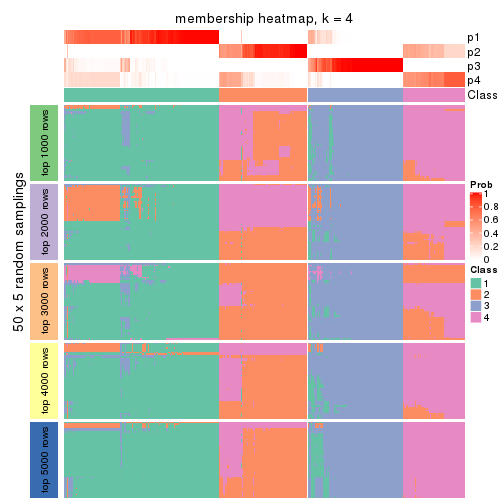 membership heatmap, k = 4
p1
p2
p3
p4
Class
50 x 5 random samplings
top 1000 rows
top 2000 rows
top 3000 rows
top 4000 rows
top 5000 rows
Prob
1
0.8
0.6
0.4
0.2
0
Class
1
2
3
4